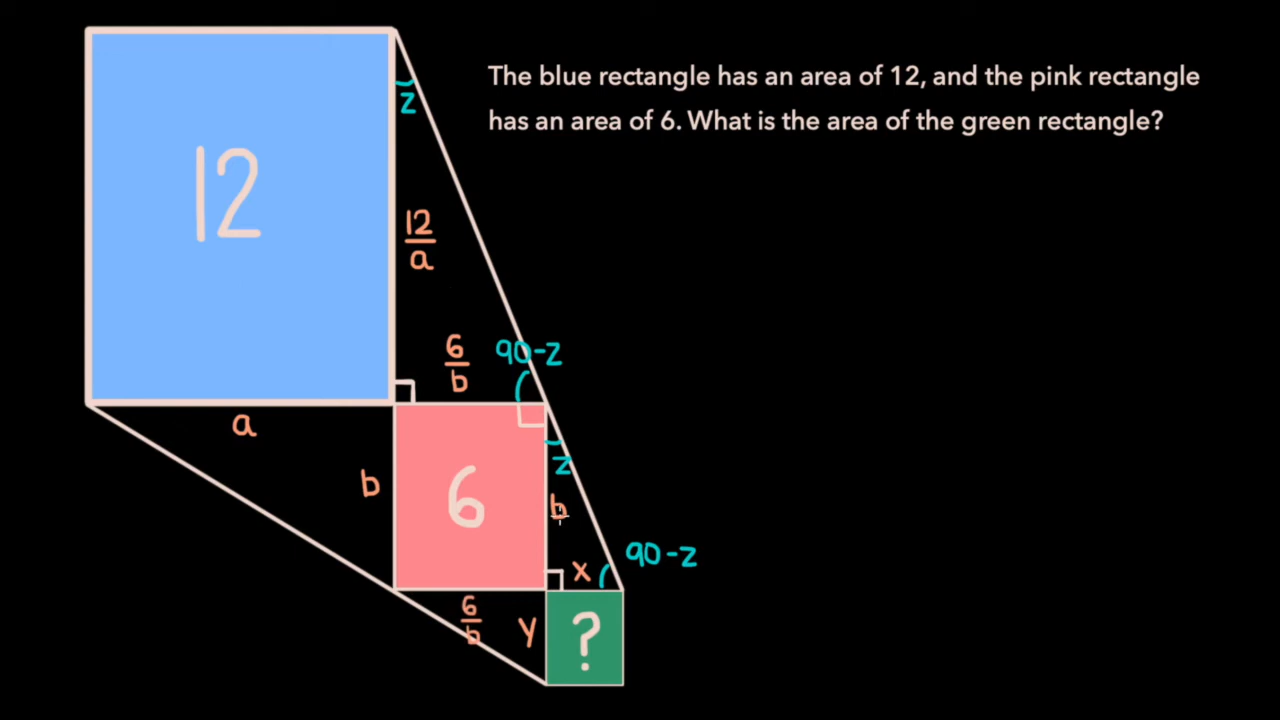 The blue rectangle has an area of 12, and the pink rectangle
has an area of 6. What is the area of the green rectangle?
z
12
12
a
6
b
90-z
a
z
b
6
b
90-z
x
6
b
y
?